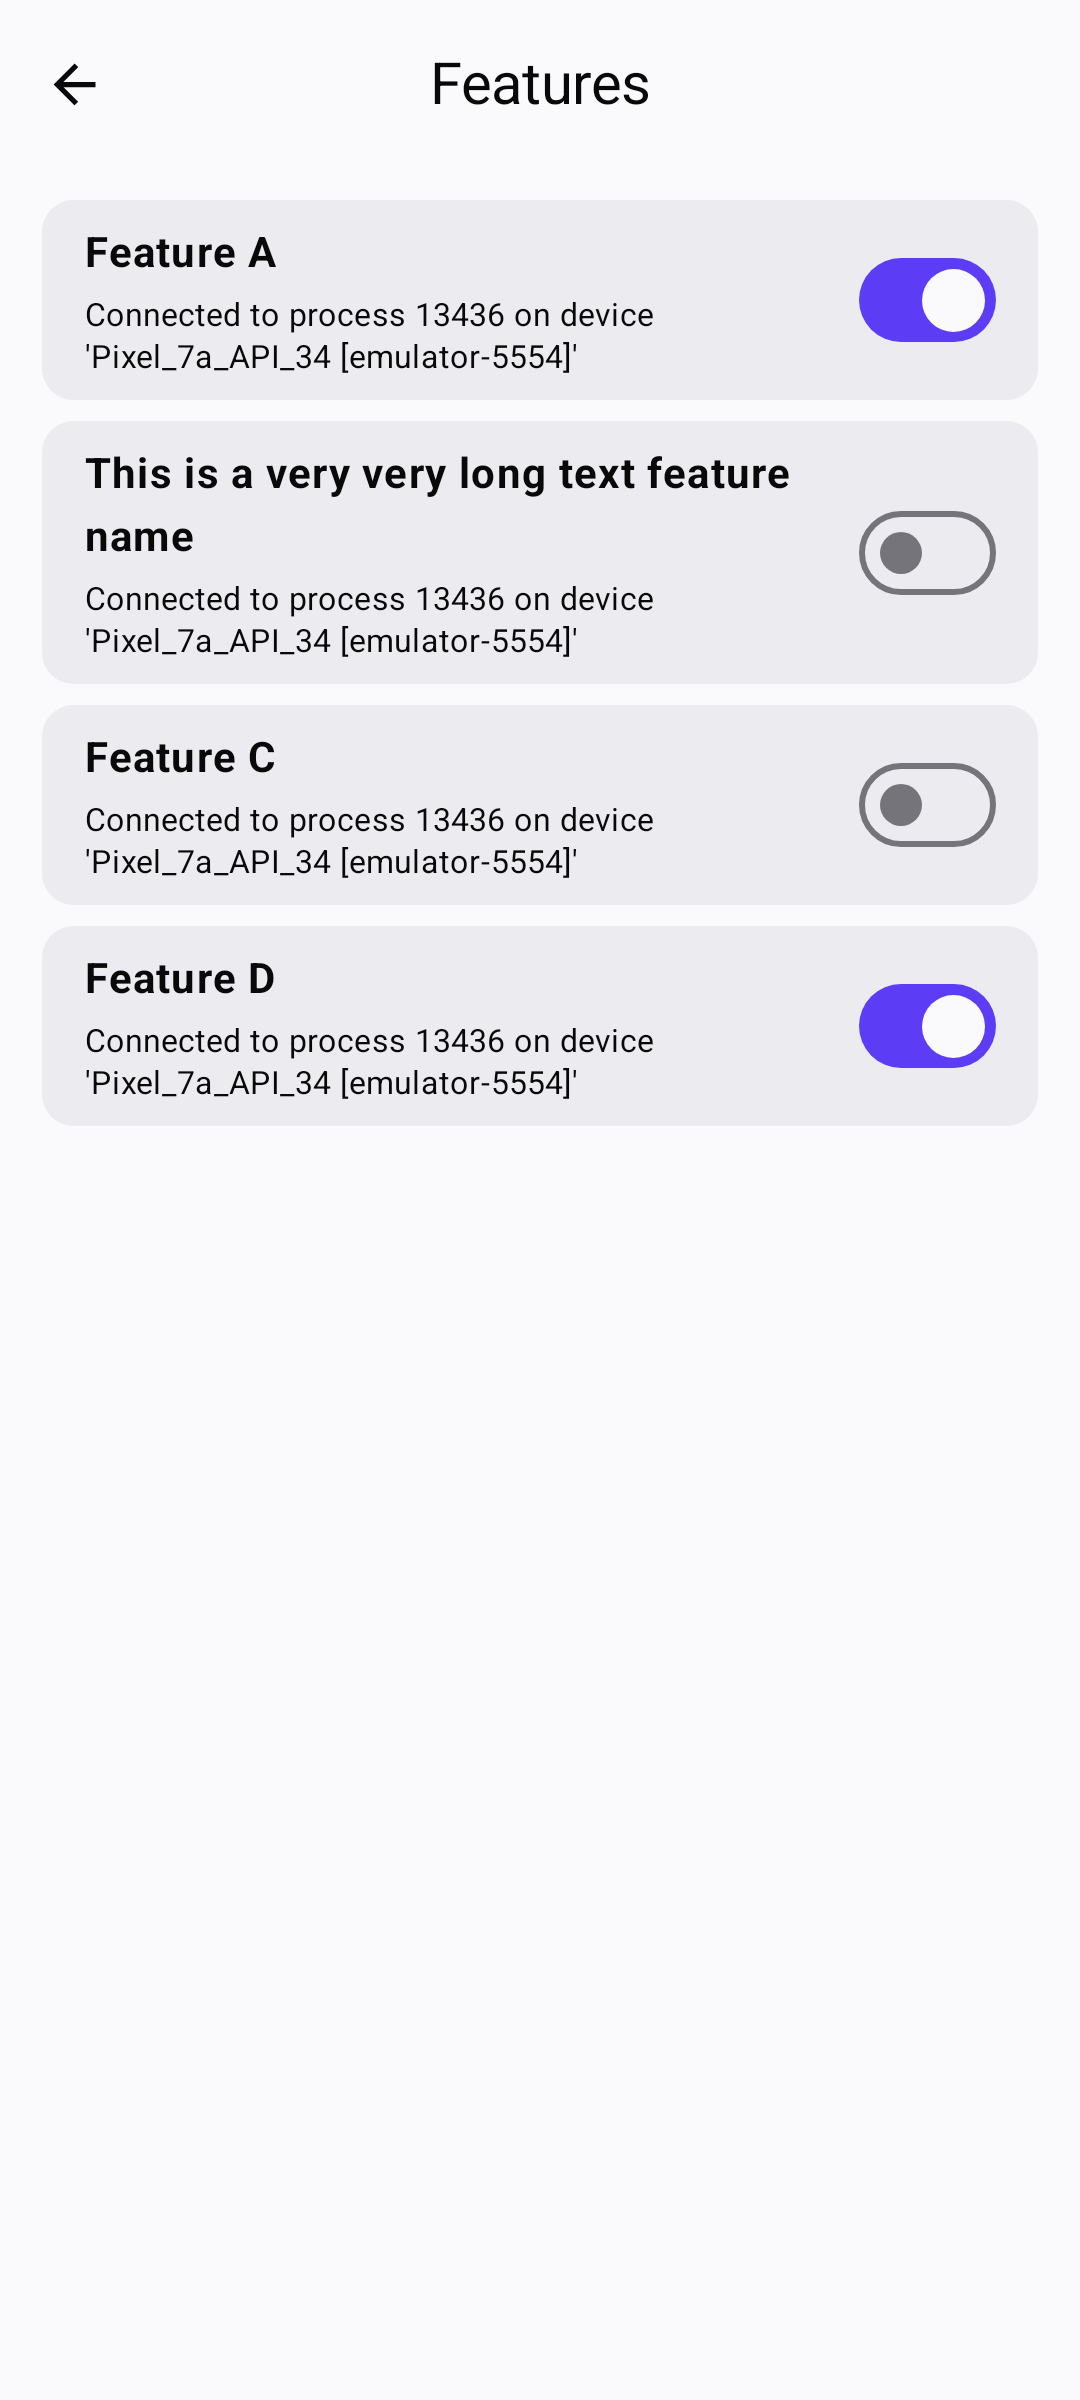 Features
Feature A
Connected to process 13436 on device
'Pixel_7a_API_34 [emulator-5554]'
This is a very very long text feature
name
Connected to process 13436 on device
'Pixel_7a_API_34 [emulator-5554]'
Feature C
Connected to process 13436 on device
'Pixel_7a_API_34 [emulator-5554]'
Feature D
Connected to process 13436 on device
'Pixel_7a_API_34 [emulator-5554]'